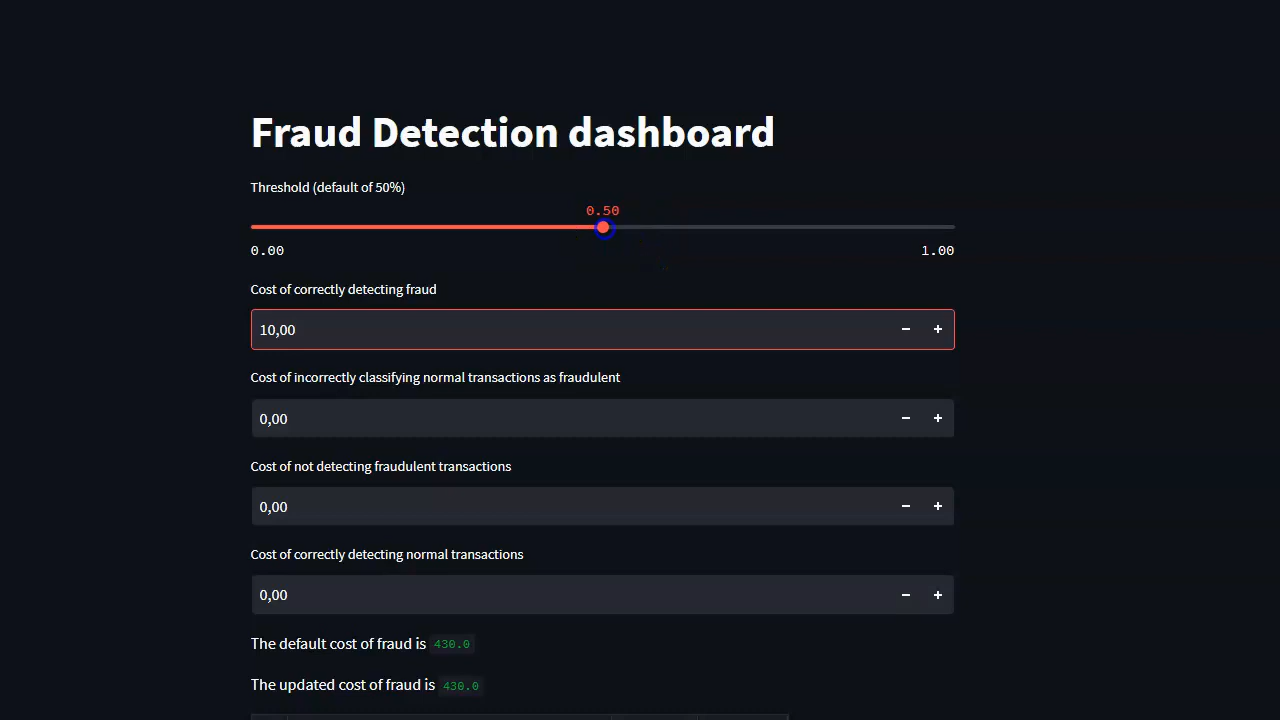 Fraud Detection dashboard
Threshold (default of 50%)
0.50
0.00 1.00
Cost of correctly detecting fraud
10,00 − +
Cost of incorrectly classifying normal transactions as fraudulent
0,00 − +
Cost of not detecting fraudulent transactions
0,00 − +
Cost of correctly detecting normal transactions
0,00 − +
The default cost of fraud is 430.0
The updated cost of fraud is 430.0